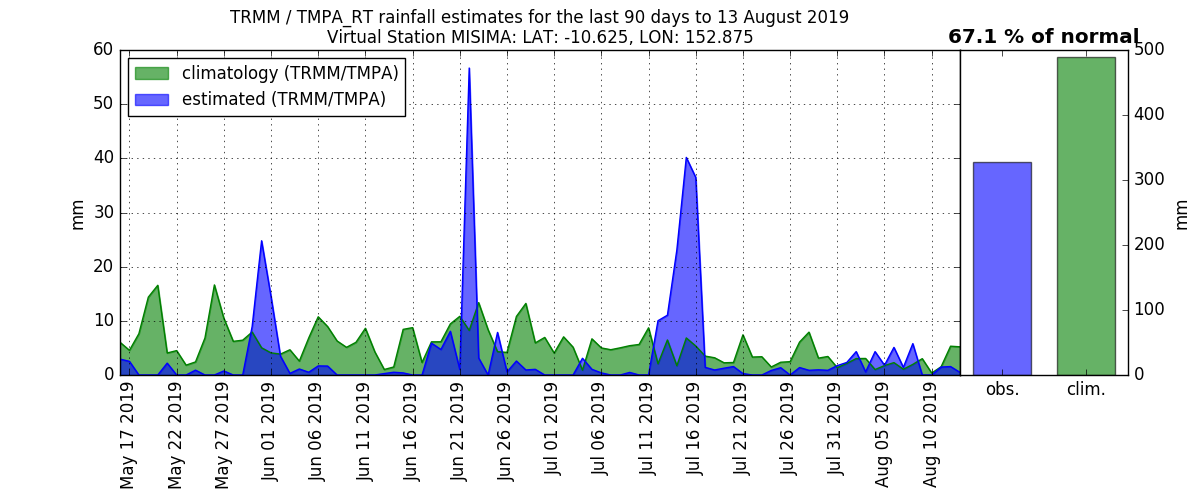 TRMM / TMPA_RT rainfall estimates for the last 90 days to 13 August 2019
Virtual Station MISIMA: LAT: -10.625, LON: 152.875
67.1 % of normal
climatology (TRMM/TMPA)
estimated (TRMM/TMPA)
60
50
40
30
20
10
0
mm
May 17 2019
May 22 2019
May 27 2019
Jun 01 2019
Jun 06 2019
Jun 11 2019
Jun 16 2019
Jun 21 2019
Jun 26 2019
Jul 01 2019
Jul 06 2019
Jul 11 2019
Jul 16 2019
Jul 21 2019
Jul 26 2019
Jul 31 2019
Aug 05 2019
Aug 10 2019
obs.
clim.
500
400
300
200
100
0
mm